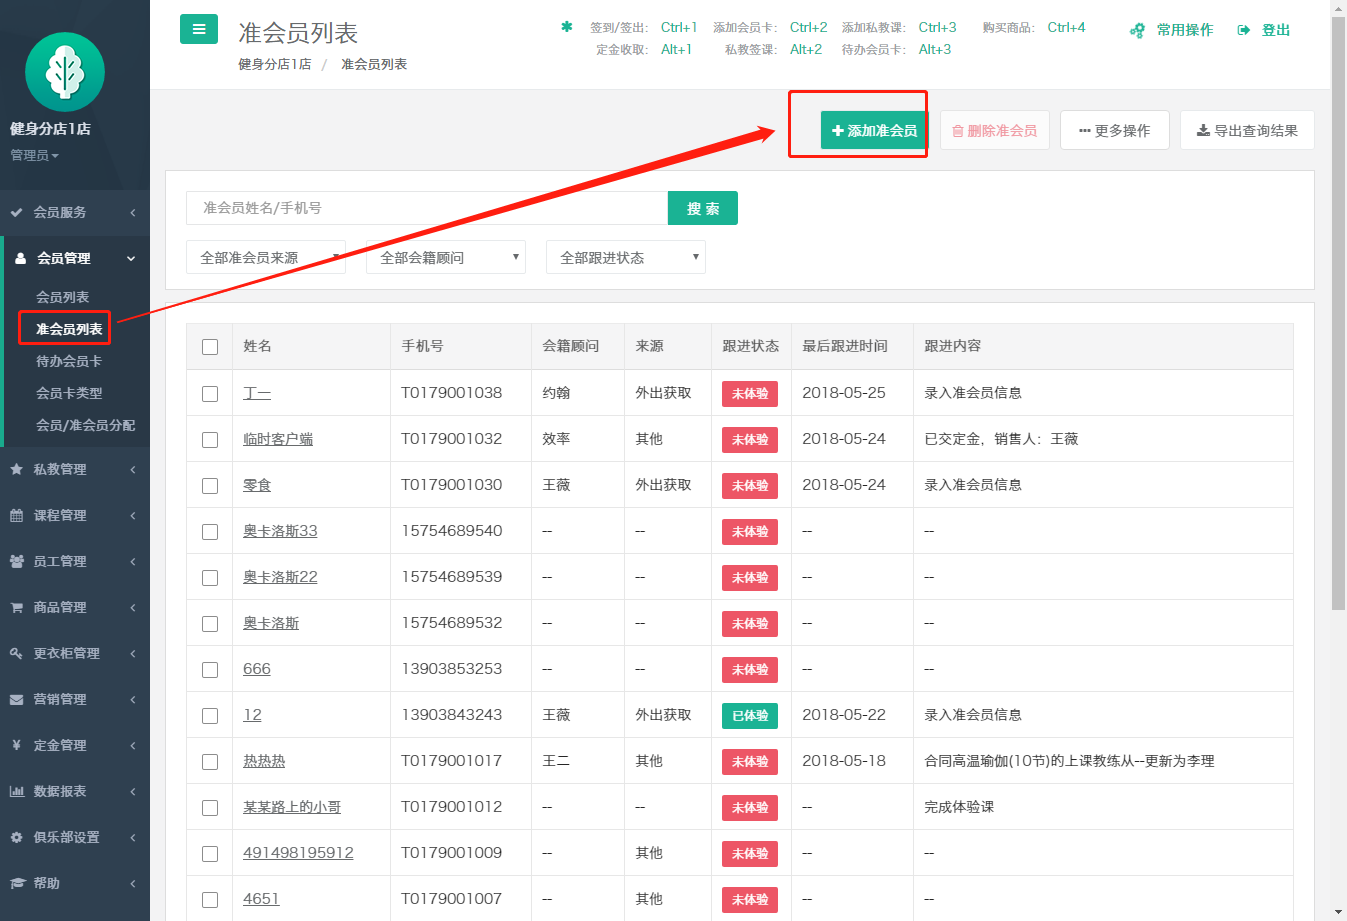 准会员列表
健身分店1店 / 准会员列表
签到/签出: Ctrl+1 添加会员卡: Ctrl+2 添加私教课: Ctrl+3 购买商品: Ctrl+4
定金收取: Alt+1 私教签课: Alt+2 待办会员卡: Alt+3
常用操作 登出
健身分店1店
管理员
会员服务
会员管理
会员列表
准会员列表
待办会员卡
会员卡类型
会员/准会员分配
私教管理
课程管理
员工管理
商品管理
更衣柜管理
营销管理
定金管理
数据报表
俱乐部设置
帮助
添加准会员 删除准会员 更多操作 导出查询结果
准会员姓名/手机号 搜 索
全部准会员来源 全部会籍顾问 全部跟进状态
姓名 手机号 会籍顾问 来源 跟进状态 最后跟进时间 跟进内容
丁一 T0179001038 约翰 外出获取 未体验 2018-05-25 录入准会员信息
临时客户端 T0179001032 效率 其他 未体验 2018-05-24 已交定金，销售人：王薇
零食 T0179001030 王薇 外出获取 未体验 2018-05-24 录入准会员信息
奥卡洛斯33 15754689540 -- -- 未体验 -- --
奥卡洛斯22 15754689539 -- -- 未体验 -- --
奥卡洛斯 15754689532 -- -- 未体验 -- --
666 13903853253 -- -- 未体验 -- --
12 13903843243 王薇 外出获取 已体验 2018-05-22 录入准会员信息
热热热 T0179001017 王二 其他 未体验 2018-05-18 合同高温瑜伽(10节)的上课教练从--更新为李理
某某路上的小哥 T0179001012 -- -- 未体验 -- 完成体验课
491498195912 T0179001009 -- 其他 未体验 -- --
4651 T0179001007 -- 其他 未体验 -- --